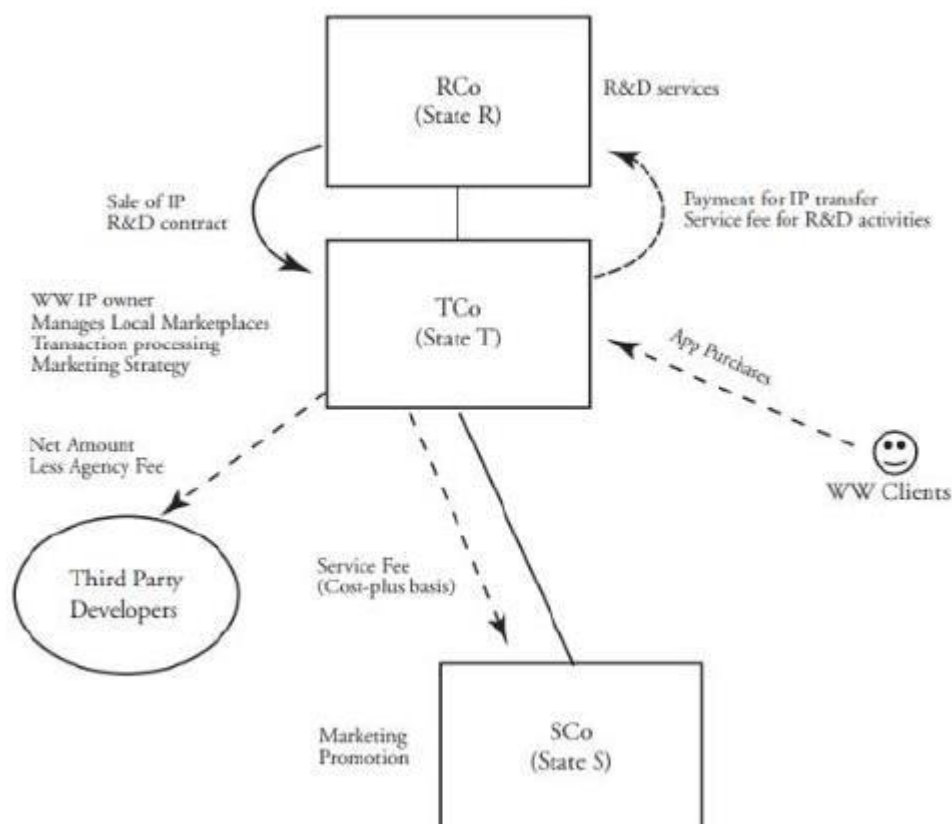 RCo
(State R)
R&D services
Sale of IP
R&D contract
Payment for IP transfer
Service fee for R&D activities
WW IP owner
Manages Local Marketplaces
Transaction processing
Marketing Strategy
TCo
(State T)
App Purchases
WW Clients
Net Amount
Less Agency Fee
Third Party
Developers
Service Fee
(Cost-plus basis)
Marketing
Promotion
SCo
(State S)